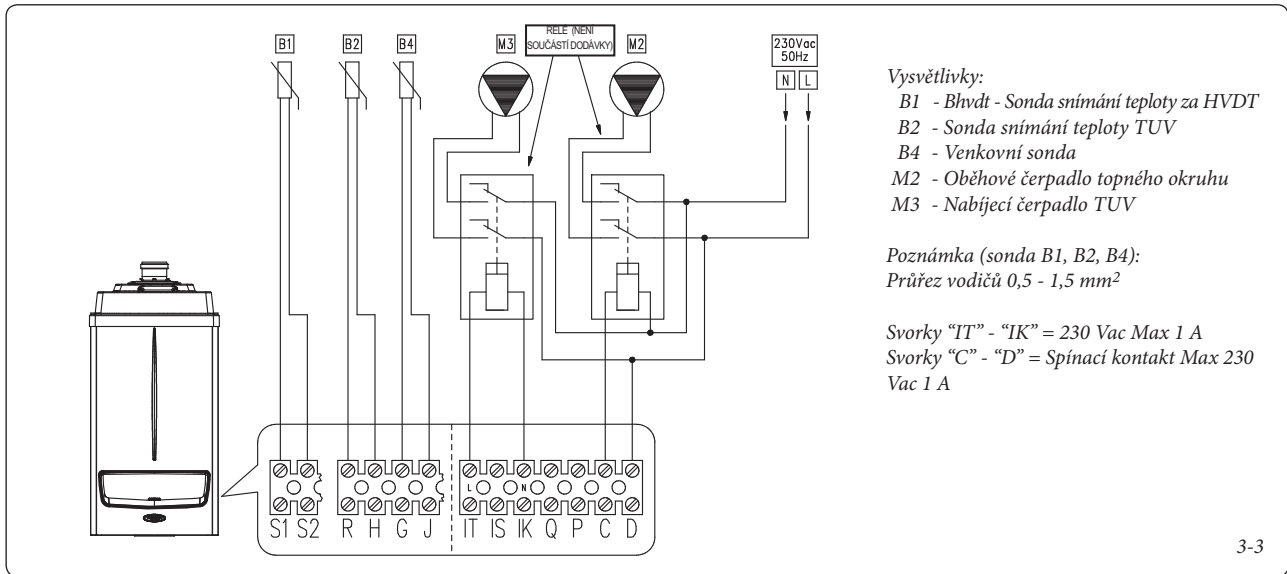 B1
B2
B4
M3
RELÉ (NENÍ
SOUČÁSTÍ DODÁVKY)
M2
230Vac
50Hz
N L
Vysvětlivky:
B1 - Bhvdt - Sonda snímání teploty za HVDT
B2 - Sonda snímání teploty TUV
B4 - Venkovní sonda
M2 - Oběhové čerpadlo topného okruhu
M3 - Nabíjecí čerpadlo TUV
Poznámka (sonda B1, B2, B4):
Průřez vodičů 0,5 - 1,5 mm²
Svorky “IT” - “IK” = 230 Vac Max 1 A
Svorky “C” - “D” = Spínací kontakt Max 230
Vac 1 A
L N
S1 S2 R H G J IT IS IK Q P C D
3-3